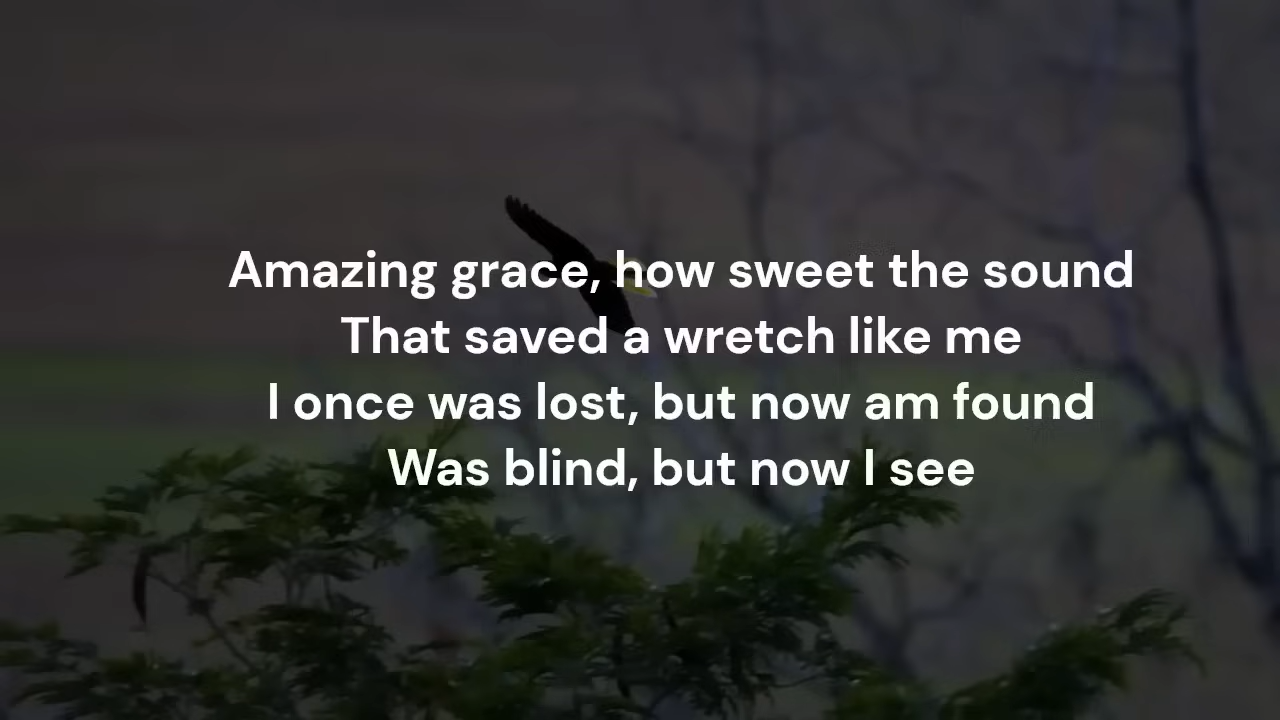 Amazing grace, how sweet the sound
That saved a wretch like me
I once was lost, but now am found
Was blind, but now I see